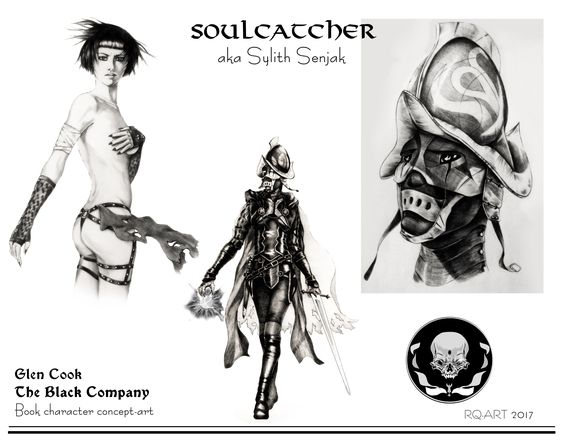 SOULCATCHER
aka Sylith Senjak
Glen Cook
The Black Company
Book character concept-art
RQ-ART 2017